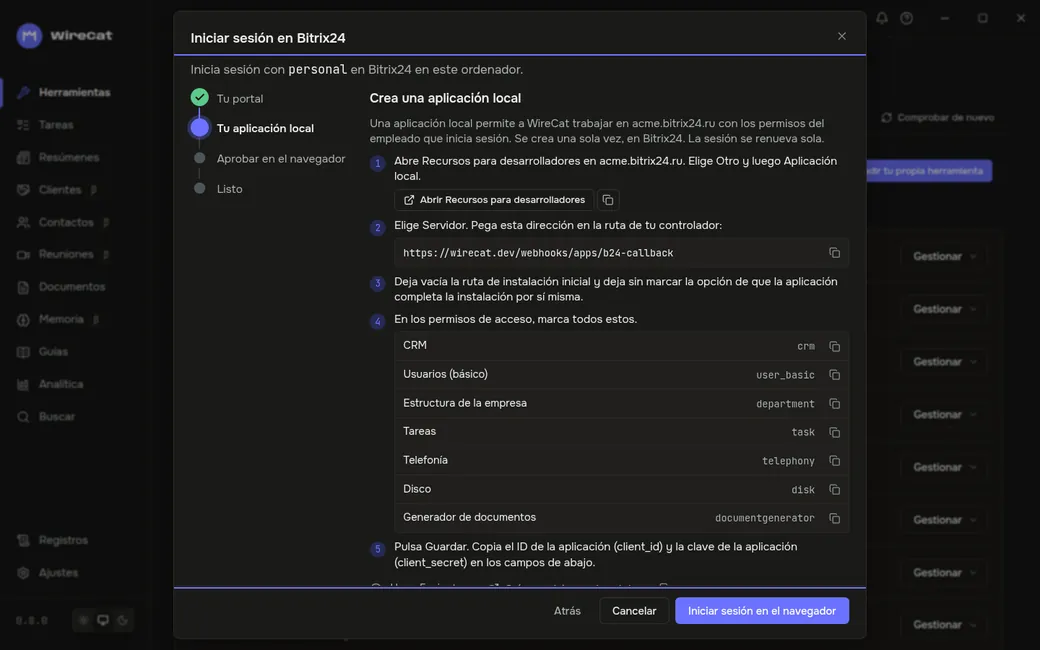 wirecat
Herramientas
Tareas
Resúmenes
Clientes β
Contactos β
Reuniones β
Documentos
Memoria β
Guías
Analítica
Buscar
Registros
Ajustes
0.0.0
Iniciar sesión en Bitrix24
Inicia sesión con personal en Bitrix24 en este ordenador.
Tu portal
Tu aplicación local
Aprobar en el navegador
Listo
Crea una aplicación local
Una aplicación local permite a WireCat trabajar en acme.bitrix24.ru con los permisos del
empleado que inicia sesión. Se crea una sola vez, en Bitrix24. La sesión se renueva sola.
1 Abre Recursos para desarrolladores en acme.bitrix24.ru. Elige Otro y luego Aplicación
local.
Abrir Recursos para desarrolladores
2 Elige Servidor. Pega esta dirección en la ruta de tu controlador:
https://wirecat.dev/webhooks/apps/b24-callback
3 Deja vacía la ruta de instalación inicial y deja sin marcar la opción de que la aplicación
completa la instalación por sí misma.
4 En los permisos de acceso, marca todos estos.
CRM crm
Usuarios (básico) user_basic
Estructura de la empresa department
Tareas task
Telefonía telephony
Disco disk
Generador de documentos documentgenerator
5 Pulsa Guardar. Copia el ID de la aplicación (client_id) y la clave de la aplicación
(client_secret) en los campos de abajo.
Atrás
Cancelar
Iniciar sesión en el navegador
Comprobar de nuevo
tu propia herramienta
Gestionar
Gestionar
Gestionar
Gestionar
Gestionar
Gestionar
Gestionar
Gestionar